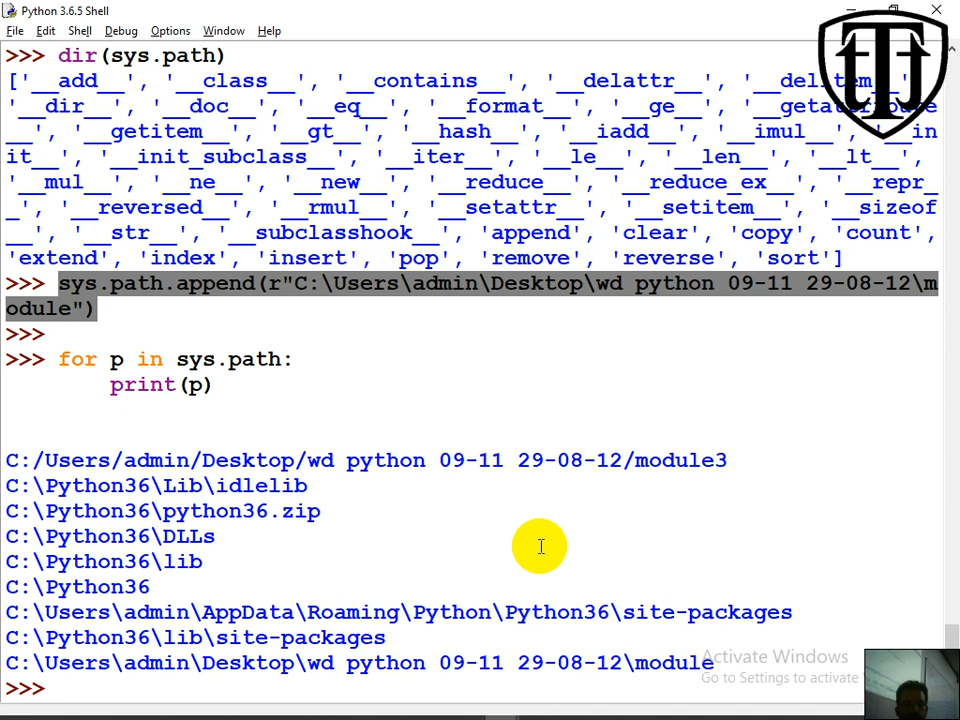 Python 3.6.5 Shell
File Edit Shell Debug Options Window Help
>>> dir(sys.path)
['__add__', '__class__', '__contains__', '__delattr__', '__delitem__',
'__dir__', '__doc__', '__eq__', '__format__', '__ge__', '__getattribute
__', '__getitem__', '__gt__', '__hash__', '__iadd__', '__imul__', '__in
it__', '__init_subclass__', '__iter__', '__le__', '__len__', '__lt__',
'__mul__', '__ne__', '__new__', '__reduce__', '__reduce_ex__', '__repr_
_', '__reversed__', '__rmul__', '__setattr__', '__setitem__', '__sizeof
__', '__str__', '__subclasshook__', 'append', 'clear', 'copy', 'count',
'extend', 'index', 'insert', 'pop', 'remove', 'reverse', 'sort']
>>> sys.path.append(r"C:\Users\admin\Desktop\wd python 09-11 29-08-12\m
odule")
>>>
>>> for p in sys.path:
print(p)
C:/Users/admin/Desktop/wd python 09-11 29-08-12/module3
C:\Python36\Lib\idlelib
C:\Python36\python36.zip
C:\Python36\DLLs
C:\Python36\lib
C:\Python36
C:\Users\admin\AppData\Roaming\Python\Python36\site-packages
C:\Python36\lib\site-packages
C:\Users\admin\Desktop\wd python 09-11 29-08-12\module
>>>
Activate Windows
Go to Settings to activate